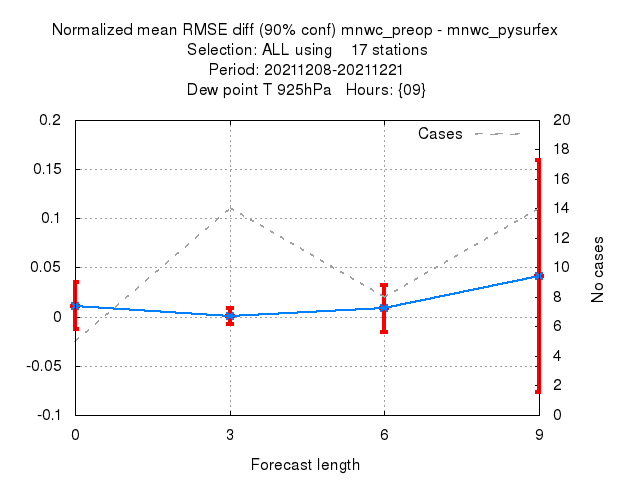 Normalized mean RMSE diff (90% conf) mnwc_preop - mnwc_pysurfex
Selection: ALL using    17 stations
Period: 20211208-20211221
Dew point T 925hPa   Hours: {09}
Cases
0.2
0.15
0.1
0.05
0
-0.05
-0.1
20
18
16
14
12
10
8
6
4
2
0
No cases
0 3 6 9
Forecast length